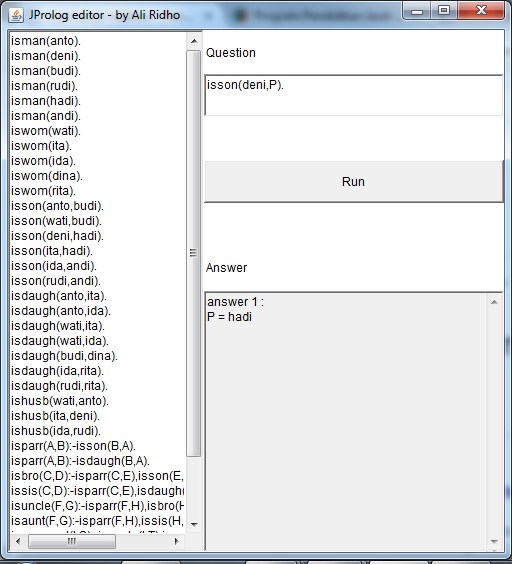 JProlog editor - by Ali Ridho
isman(anto).
isman(deni).
isman(budi).
isman(rudi).
isman(hadi).
isman(andi).
iswom(wati).
iswom(ita).
iswom(ida).
iswom(dina).
iswom(rita).
isson(anto,budi).
isson(wati,budi).
isson(deni,hadi).
isson(ita,hadi).
isson(ida,andi).
isson(rudi,andi).
isdaugh(anto,ita).
isdaugh(anto,ida).
isdaugh(wati,ita).
isdaugh(wati,ida).
isdaugh(budi,dina).
isdaugh(ida,rita).
isdaugh(rudi,rita).
ishusb(wati,anto).
ishusb(ita,deni).
ishusb(ida,rudi).
isparr(A,B):-isson(B,A).
isparr(A,B):-isdaugh(B,A).
isbro(C,D):-isparr(C,E),isson(E,
issis(C,D):-isparr(C,E),isdaugh(
isuncle(F,G):-isparr(F,H),isbro(H
isaunt(F,G):-isparr(F,H),issis(H,
Question
isson(deni,P).
Run
Answer
answer 1 :
P = hadi